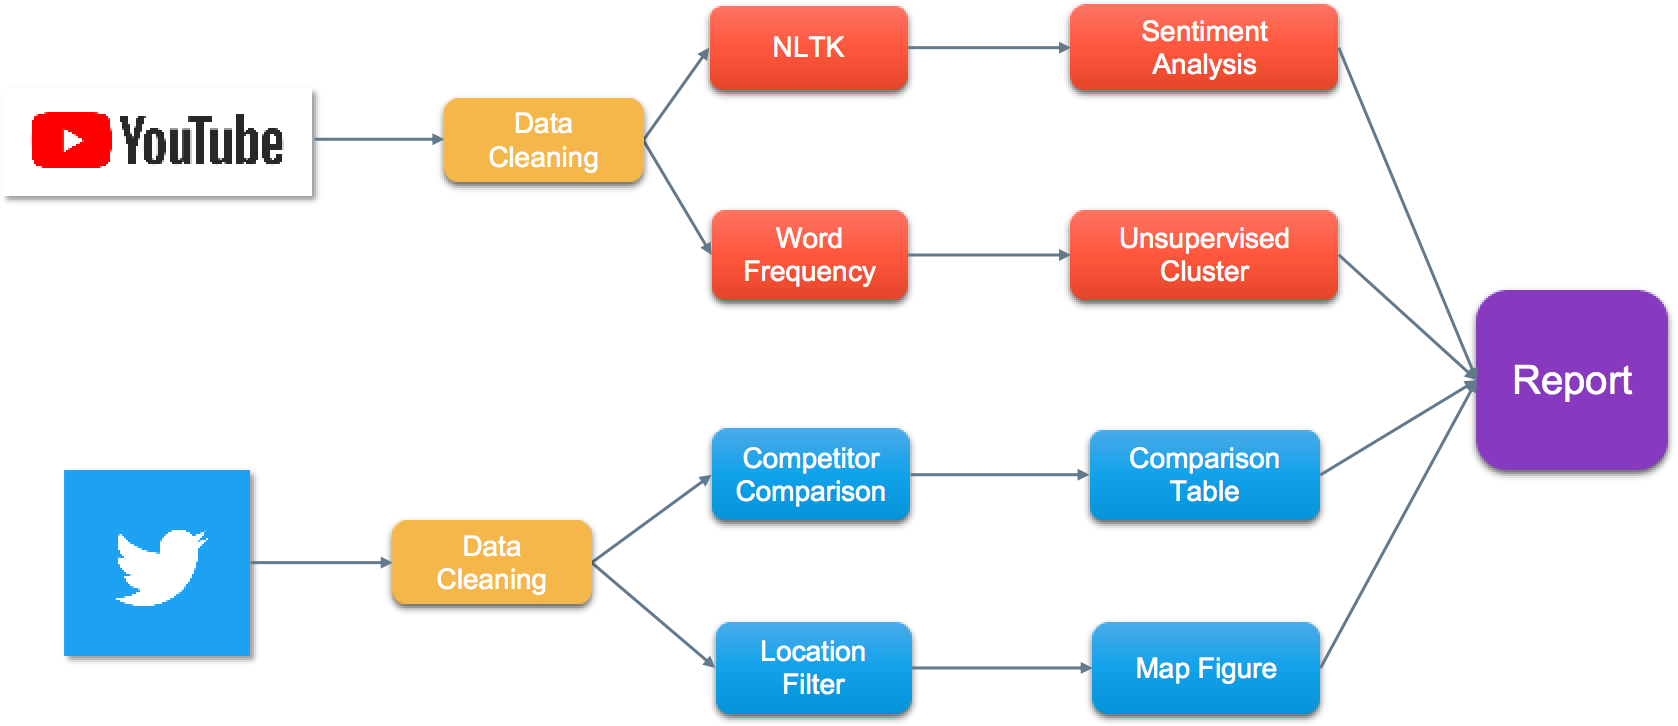 YouTube
Data
Cleaning
NLTK
Sentiment
Analysis
Word
Frequency
Unsupervised
Cluster
Report
Data
Cleaning
Competitor
Comparison
Comparison
Table
Location
Filter
Map Figure